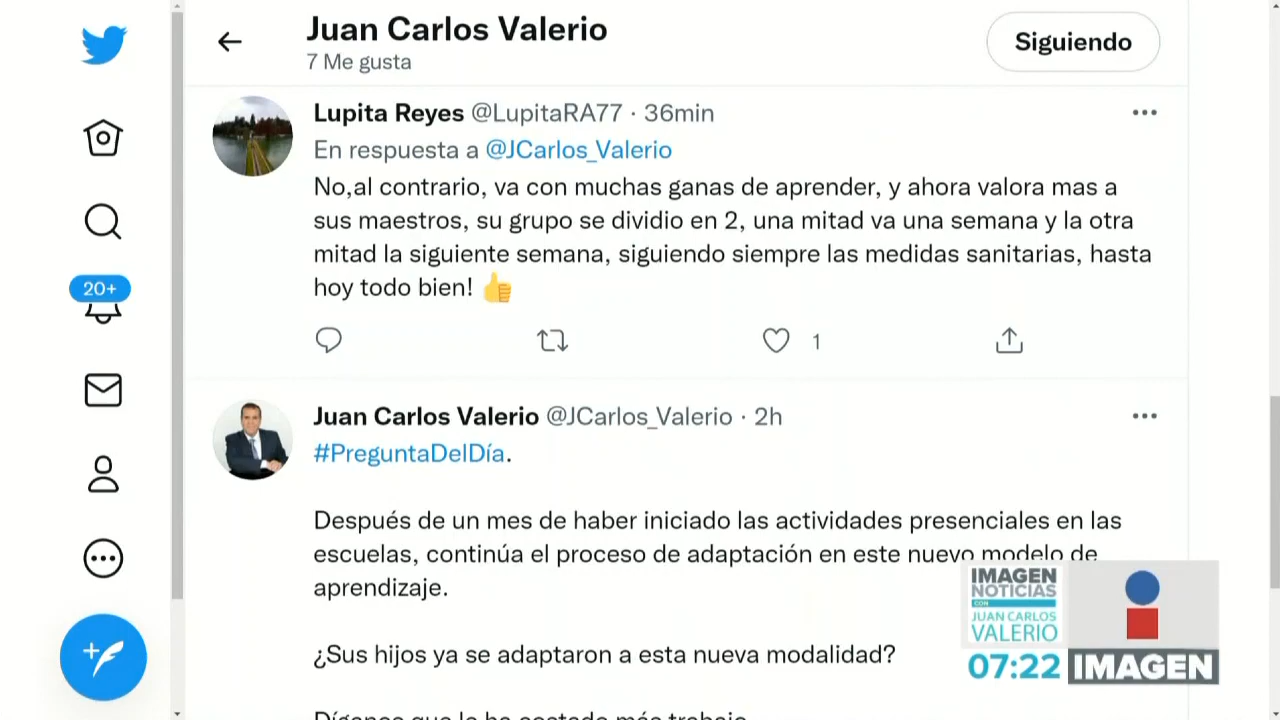 Juan Carlos Valerio
7 Me gusta
Siguiendo
Lupita Reyes @LupitaRA77 · 36min
En respuesta a @JCarlos_Valerio
No,al contrario, va con muchas ganas de aprender, y ahora valora mas a
sus maestros, su grupo se dividio en 2, una mitad va una semana y la otra
mitad la siguiente semana, siguiendo siempre las medidas sanitarias, hasta
hoy todo bien! 👍
1
20+
Juan Carlos Valerio @JCarlos_Valerio · 2h
#PreguntaDelDía.
Después de un mes de haber iniciado las actividades presenciales en las
escuelas, continúa el proceso de adaptación en este nuevo modelo de
aprendizaje.
¿Sus hijos ya se adaptaron a esta nueva modalidad?
Díganos que le ha costado más trabajo
IMAGEN
NOTICIAS
CON
JUAN CARLOS
VALERIO
07:22
IMAGEN